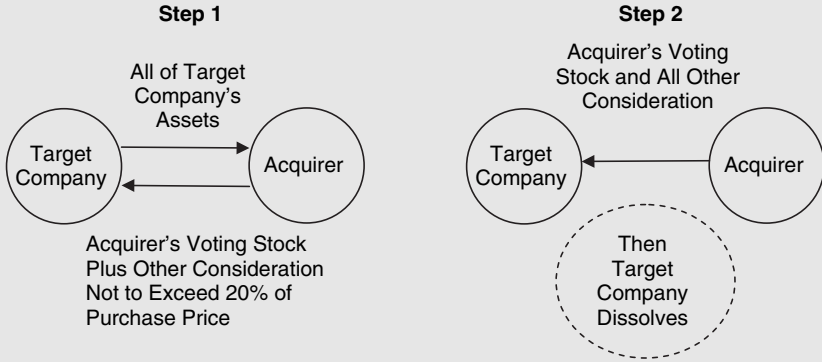 Step 1
All of Target
Company's
Assets
Target
Company
Acquirer
Acquirer's Voting Stock
Plus Other Consideration
Not to Exceed 20% of
Purchase Price
Step 2
Acquirer's Voting
Stock and All Other
Consideration
Target
Company
Acquirer
Then
Target
Company
Dissolves